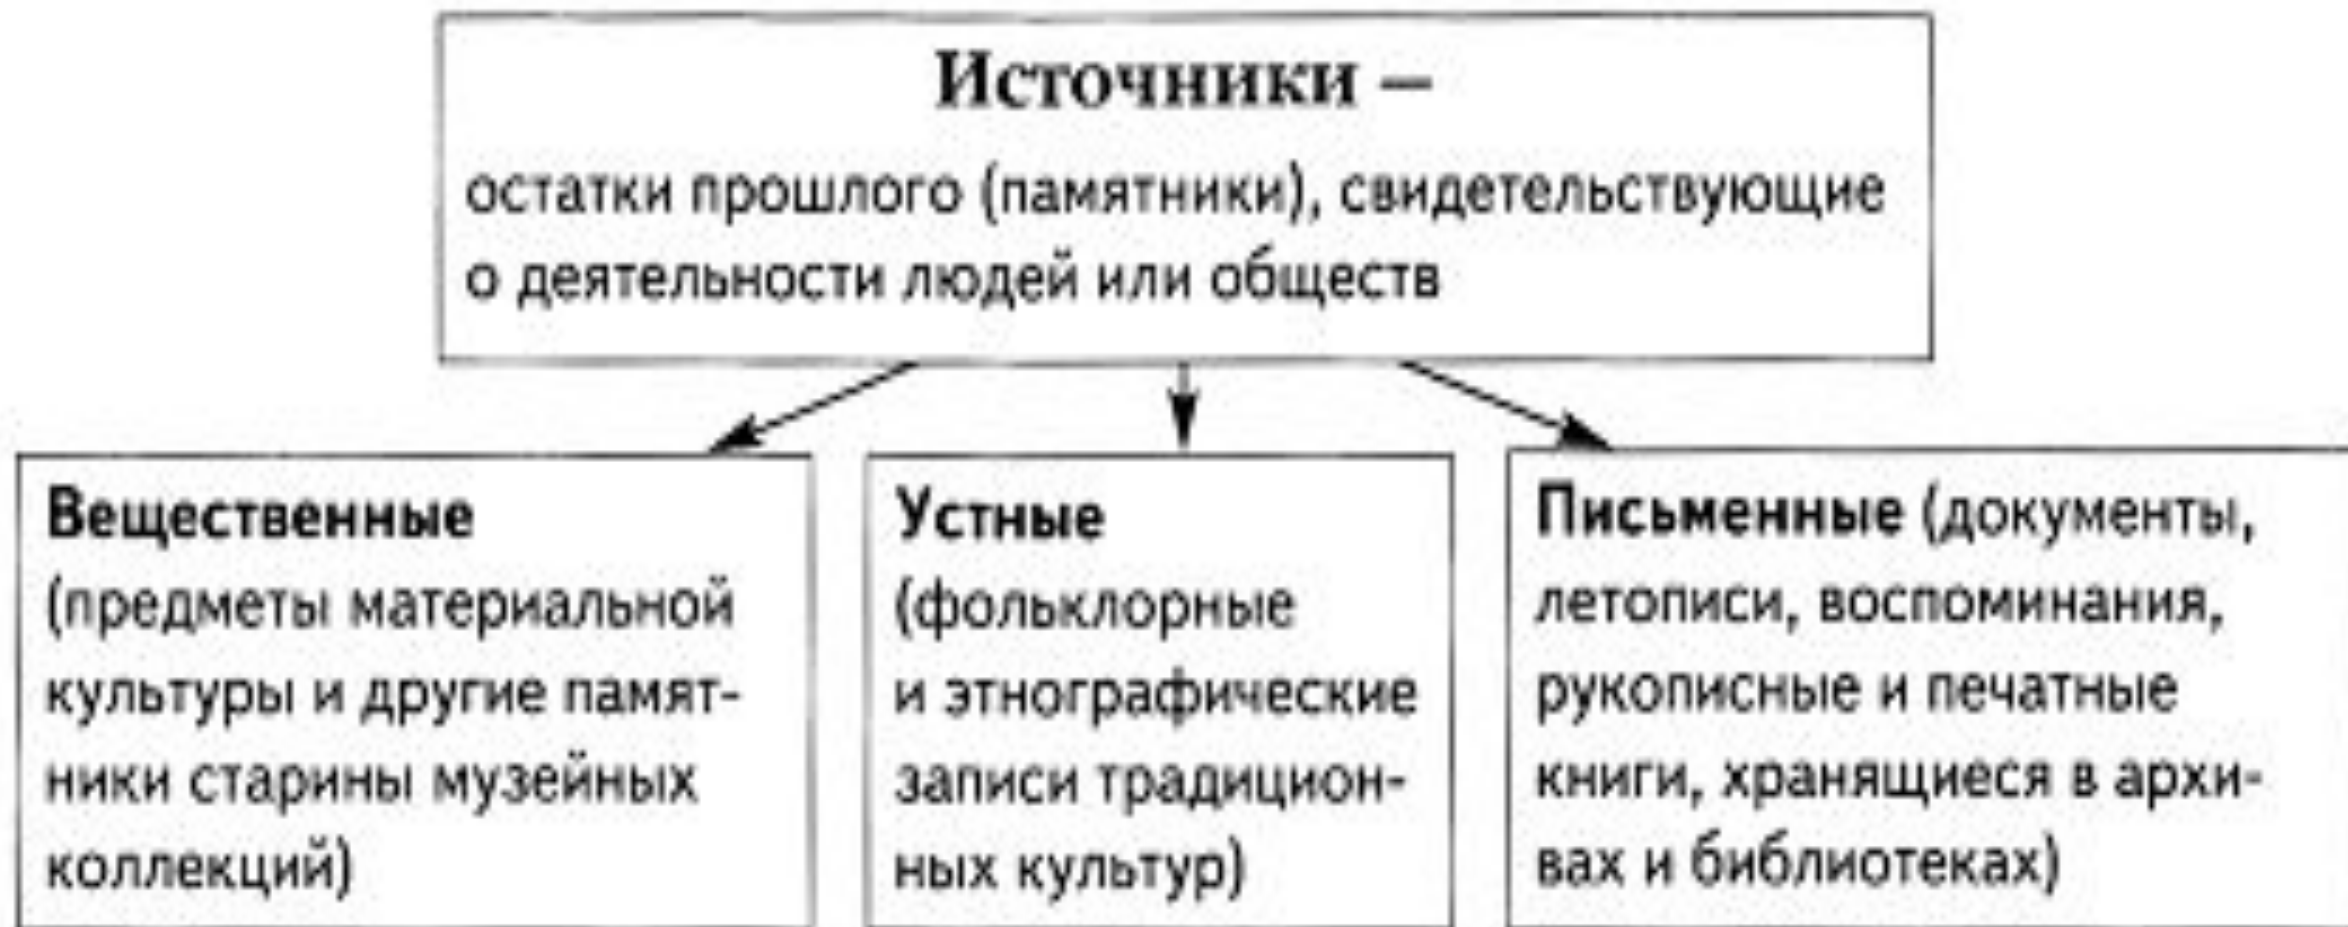 Источники —
остатки прошлого (памятники), свидетельствующие
о деятельности людей или обществ
Вещественные
(предметы материальной
культуры и другие памят-
ники старины музейных
коллекций)
Устные
(фольклорные
и этнографические
записи традицион-
ных культур)
Письменные (документы,
летописи, воспоминания,
рукописные и печатные
книги, хранящиеся в архи-
вах и библиотеках)